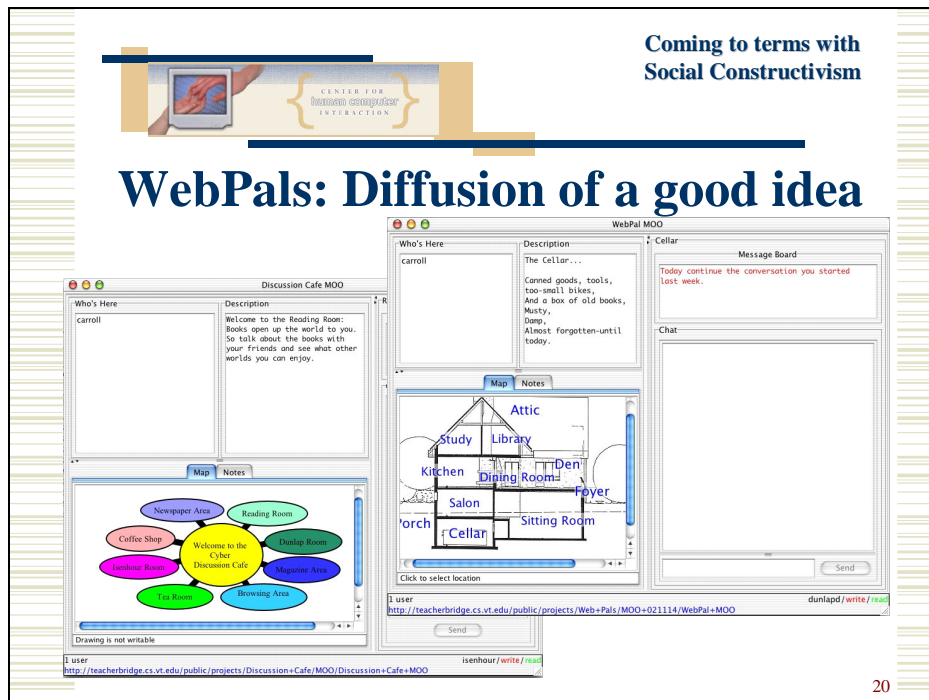 Coming to terms with
Social Constructivism
CENTER FOR
human computer
INTERACTION
WebPals: Diffusion of a good idea
Discussion Cafe MOO
Who's Here
Description
carroll
Welcome to the Reading Room:
Books open up the world to you.
So talk about the books with
your friends and see what other
worlds you can enjoy.
Map
Notes
Newspaper Area
Reading Room
Coffee Shop
Dunlap Room
Welcome to the
Cyber
Discussion Cafe
Isenhour Room
Magazine Area
Tea Room
Browsing Area
Drawing is not writable
R
Send
1 user
isenhour/write/read
http://teacherbridge.cs.vt.edu/public/projects/Discussion+Cafe/MOO/Discussion+Cafe+MOO
WebPal MOO
Who's Here
Description
carroll
The Cellar...
Canned goods, tools,
too-small bikes,
And a box of old books,
Musty,
Damp,
Almost forgotten-until
today.
Map
Notes
Attic
Study
Library
Kitchen
Dining Room
Den
Foyer
Salon
Porch
Sitting Room
Cellar
Click to select location
Cellar
Message Board
Today continue the conversation you started
last week.
Chat
Send
1 user
dunlapd/write/read
http://teacherbridge.cs.vt.edu/public/projects/Web+Pals/MOO+021114/WebPal+MOO
20